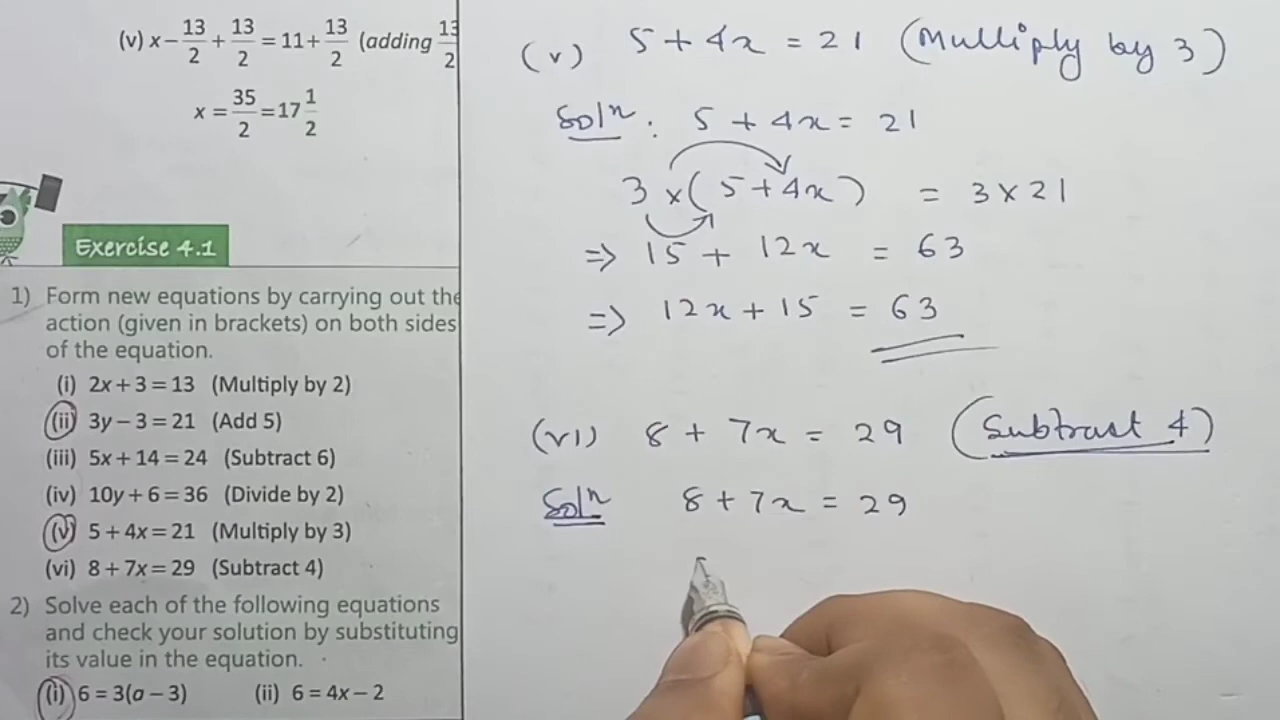 (v) x − 13/2 + 13/2 = 11 + 13/2 (adding 13/2
x = 35/2 = 17 1/2
Exercise 4.1
1) Form new equations by carrying out the
action (given in brackets) on both sides
of the equation.
(i) 2x + 3 = 13 (Multiply by 2)
(ii) 3y − 3 = 21 (Add 5)
(iii) 5x + 14 = 24 (Subtract 6)
(iv) 10y + 6 = 36 (Divide by 2)
(v) 5 + 4x = 21 (Multiply by 3)
(vi) 8 + 7x = 29 (Subtract 4)
2) Solve each of the following equations
and check your solution by substituting
its value in the equation.
(i) 6 = 3(a − 3) (ii) 6 = 4x − 2
(v) 5 + 4x = 21 (Multiply by 3)
Solⁿ: 5 + 4x = 21
3 × (5 + 4x) = 3 × 21
⇒ 15 + 12x = 63
⇒ 12x + 15 = 63
(vi) 8 + 7x = 29 (Subtract 4)
Solⁿ 8 + 7x = 29